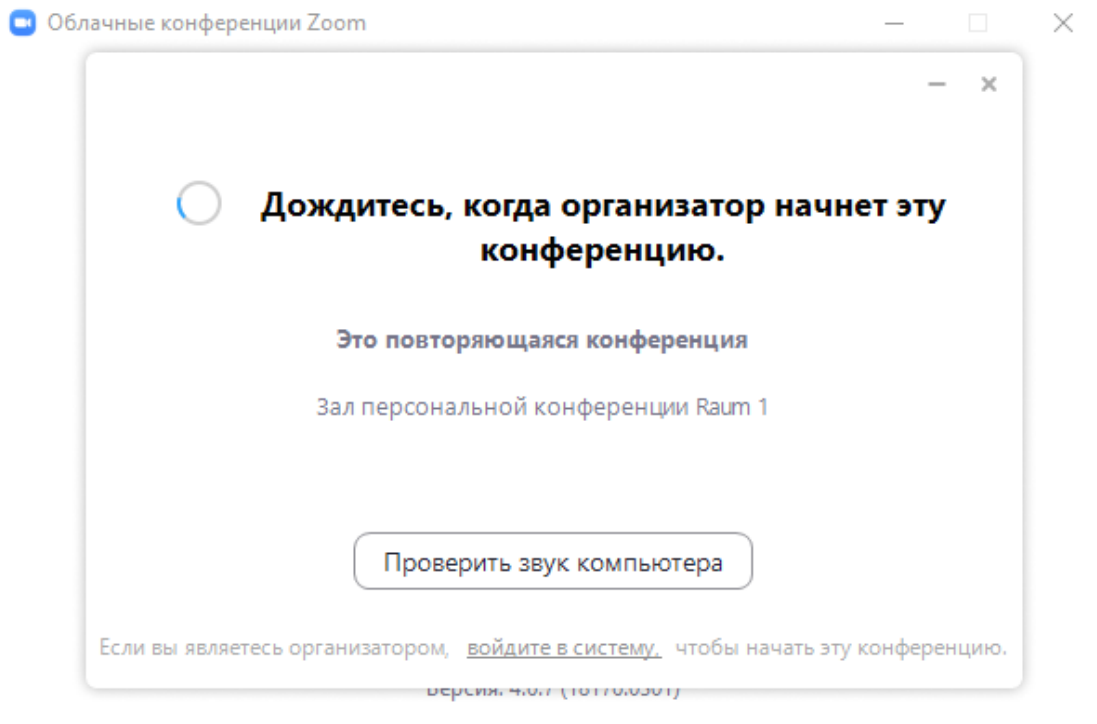 Облачные конференции Zoom
Дождитесь, когда организатор начнет эту
конференцию.
Это повторяющаяся конференция
Зал персональной конференции Raum 1
Проверить звук компьютера
Если вы являетесь организатором, войдите в систему, чтобы начать эту конференцию.
Версия: